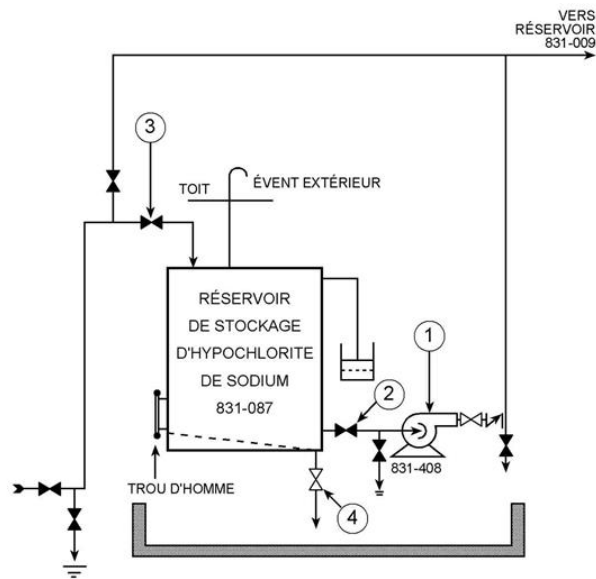 VERS
RÉSERVOIR
831-009
3
TOIT
ÉVENT EXTÉRIEUR
RÉSERVOIR
DE STOCKAGE
D'HYPOCHLORITE
DE SODIUM
831-087
1
2
831-408
TROU D'HOMME
4